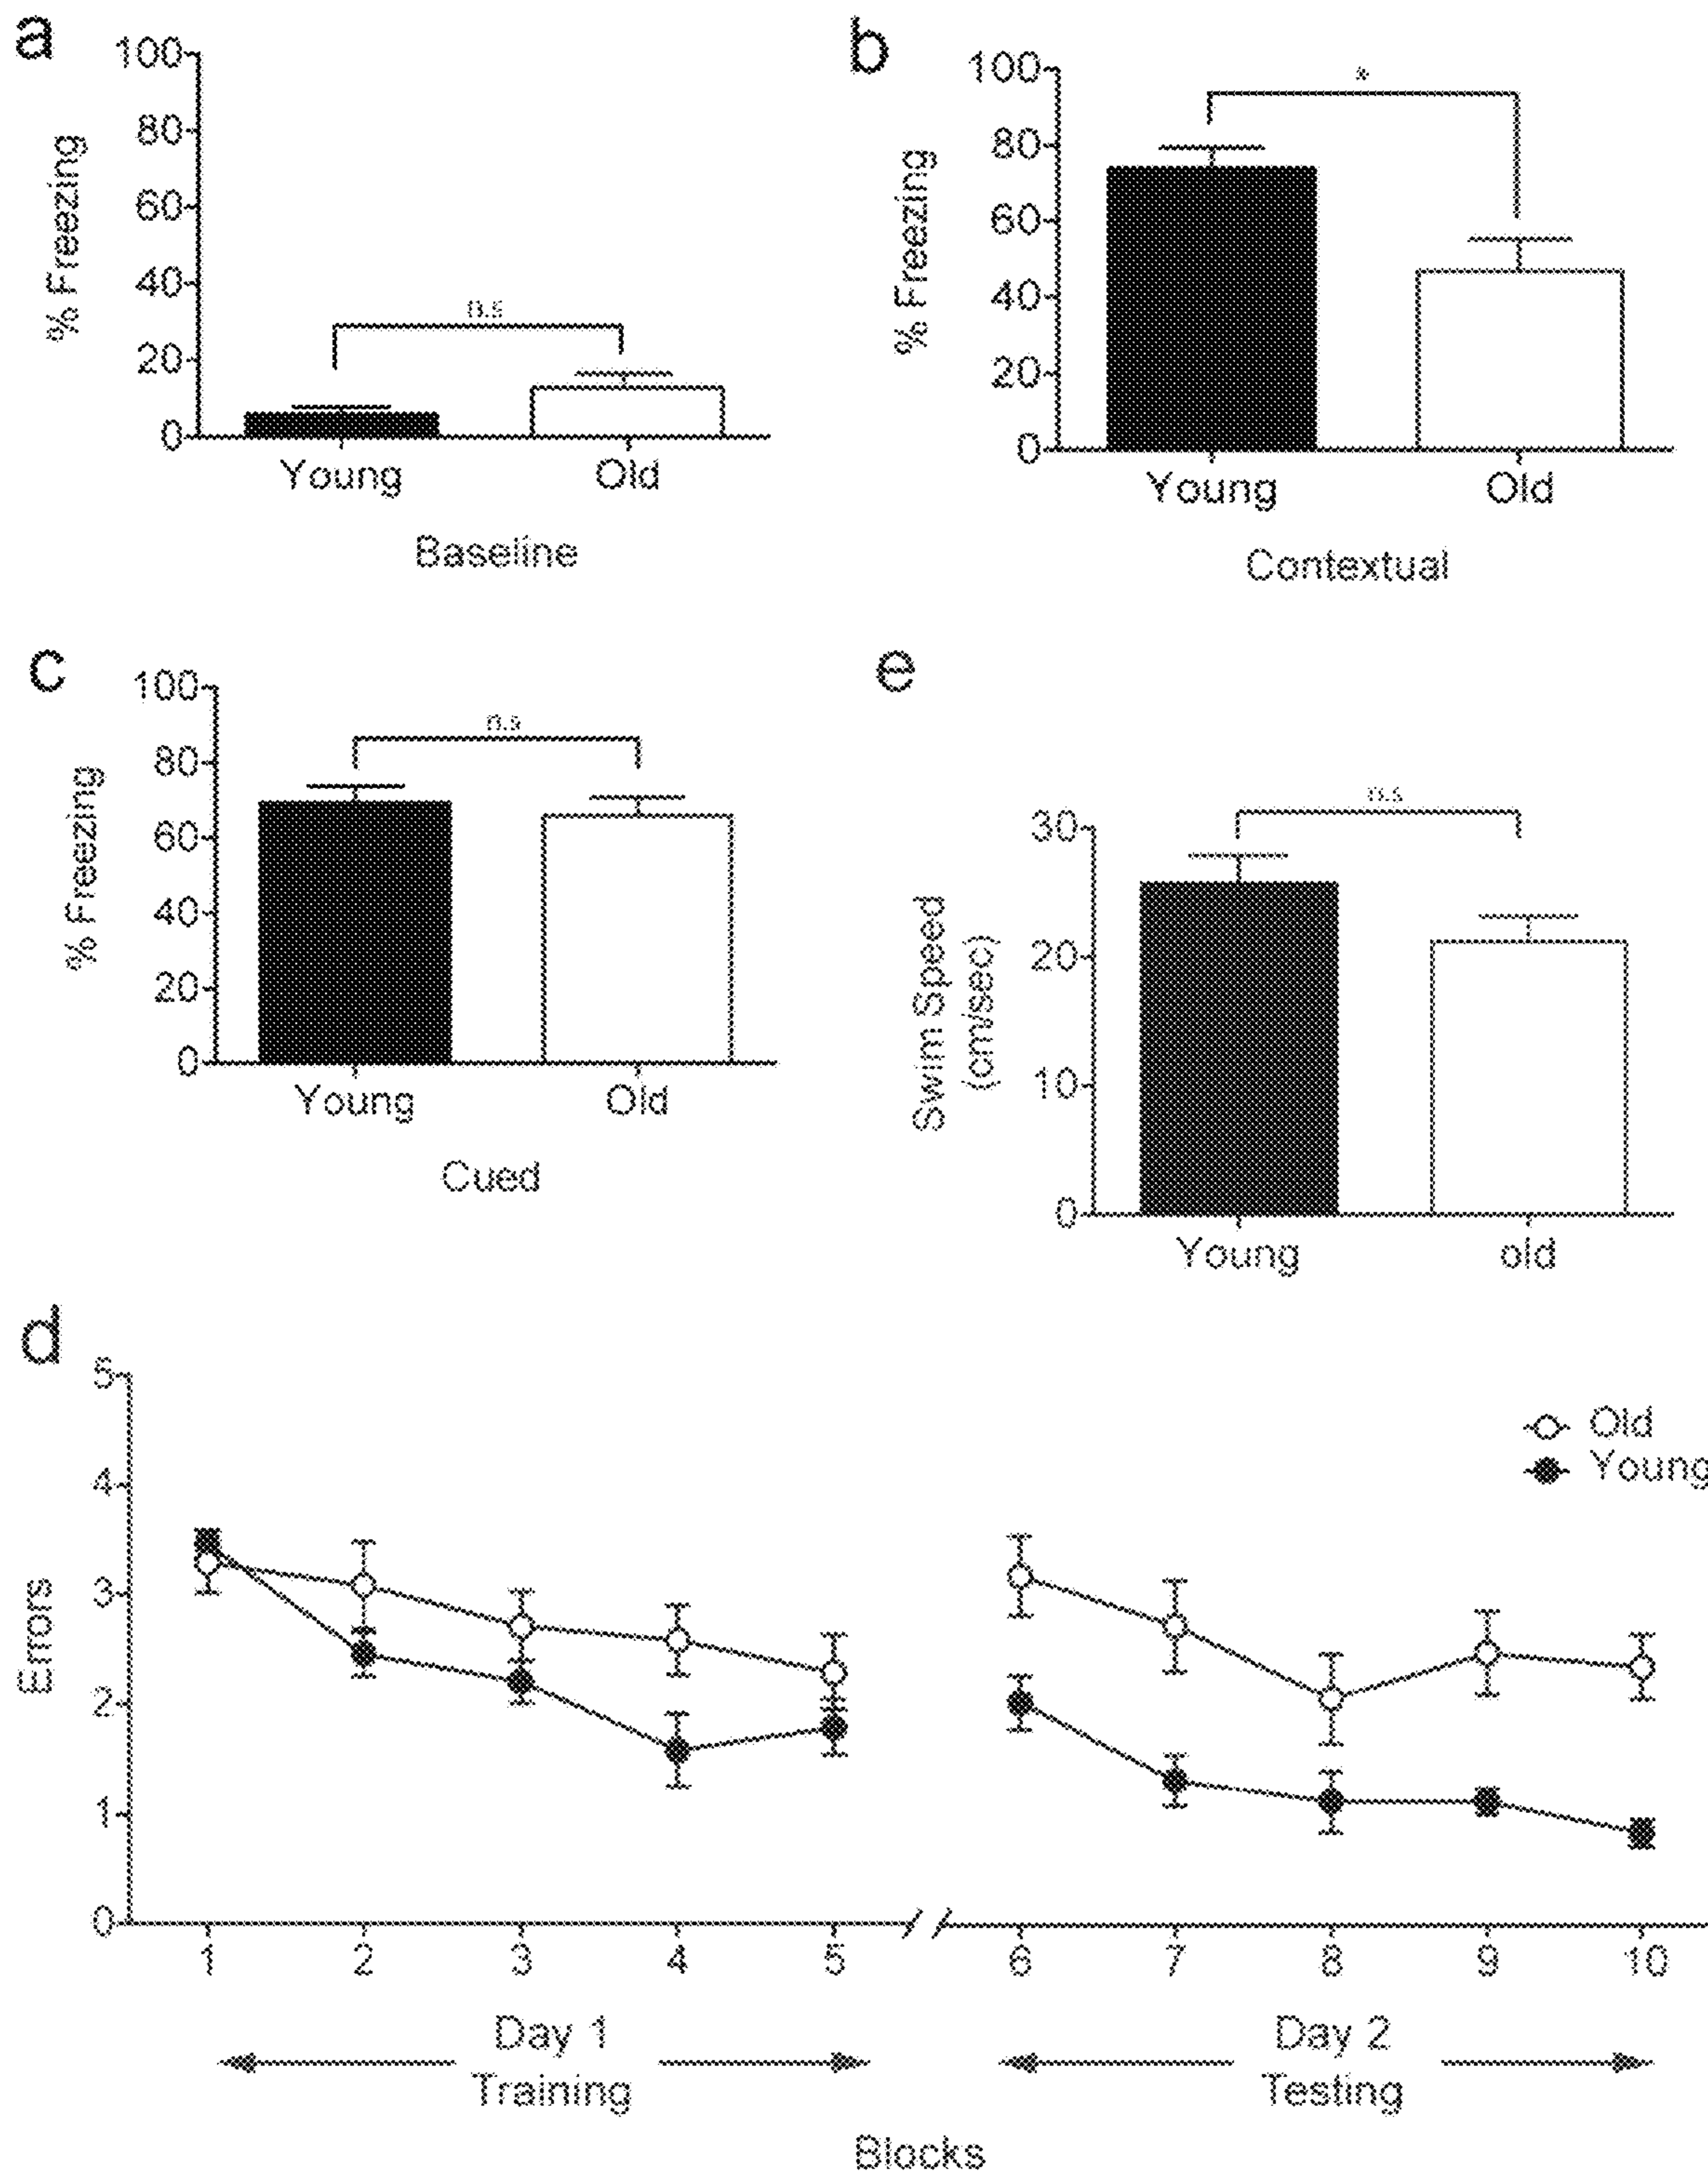 a
100
80
60
40
20
0
% Freezing
n.s
Young Old
Baseline
b
100
80
60
40
20
0
% Freezing
*
Young Old
Contextual
c
100
80
60
40
20
0
% Freezing
n.s
Young Old
Cued
e
30
20
10
0
Swim Speed
(cm/sec)
n.s
Young old
d
5
4
3
2
1
0
Errors
Old
Young
1 2 3 4 5 6 7 8 9 10
Day 1 Day 2
Training Testing
Blocks